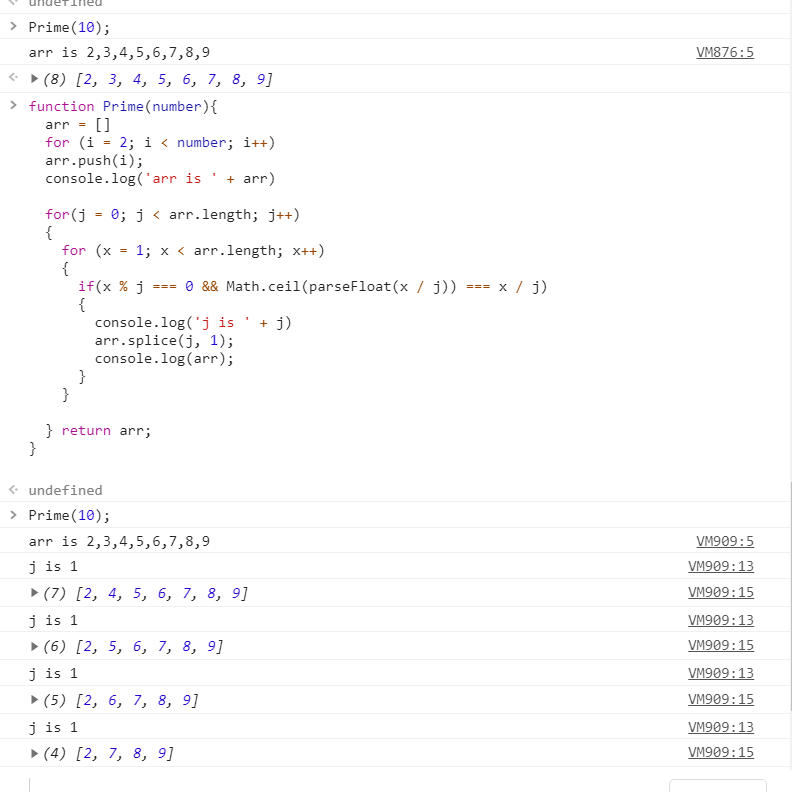 undefined
> Prime(10);
arr is 2,3,4,5,6,7,8,9 VM876:5
(8) [2, 3, 4, 5, 6, 7, 8, 9]
> function Prime(number){
arr = []
for (i = 2; i < number; i++)
arr.push(i);
console.log('arr is ' + arr)
for(j = 0; j < arr.length; j++)
{
for (x = 1; x < arr.length; x++)
{
if(x % j === 0 && Math.ceil(parseFloat(x / j)) === x / j)
{
console.log('j is ' + j)
arr.splice(j, 1);
console.log(arr);
}
}
} return arr;
}
undefined
> Prime(10);
arr is 2,3,4,5,6,7,8,9 VM909:5
j is 1 VM909:13
(7) [2, 4, 5, 6, 7, 8, 9] VM909:15
j is 1 VM909:13
(6) [2, 5, 6, 7, 8, 9] VM909:15
j is 1 VM909:13
(5) [2, 6, 7, 8, 9] VM909:15
j is 1 VM909:13
(4) [2, 7, 8, 9] VM909:15